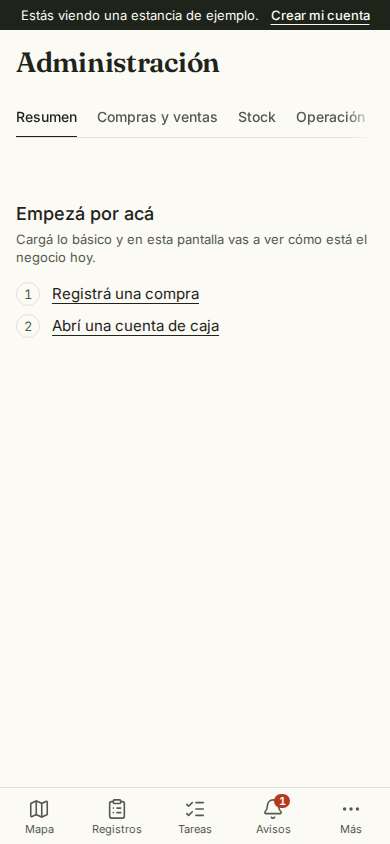 Estás viendo una estancia de ejemplo. Crear mi cuenta
Administración
Resumen Compras y ventas Stock Operación
Empezá por acá
Cargá lo básico y en esta pantalla vas a ver cómo está el
negocio hoy.
1 Registrá una compra
2 Abrí una cuenta de caja
1
Mapa Registros Tareas Avisos Más